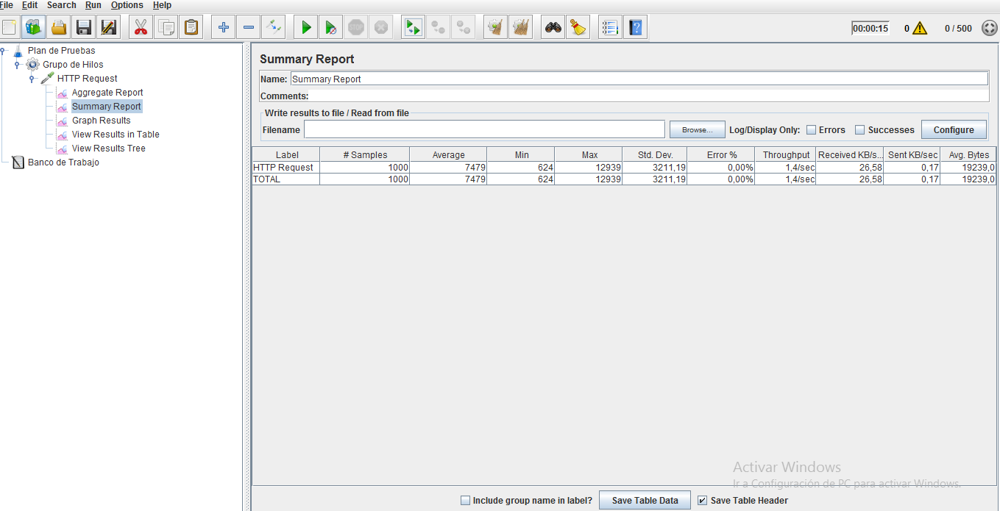 File Edit Search Run Options Help
00:00:15 0 0 / 500
Plan de Pruebas
Grupo de Hilos
HTTP Request
Aggregate Report
Summary Report
Graph Results
View Results in Table
View Results Tree
Banco de Trabajo
Summary Report
Name: Summary Report
Comments:
Write results to file / Read from file
Filename Browse... Log/Display Only: Errors Successes Configure
Label # Samples Average Min Max Std. Dev. Error % Throughput Received KB/s... Sent KB/sec Avg. Bytes
HTTP Request 1000 7479 624 12939 3211,19 0,00% 1,4/sec 26,58 0,17 19239,0
TOTAL 1000 7479 624 12939 3211,19 0,00% 1,4/sec 26,58 0,17 19239,0
Activar Windows
Ir a Configuración de PC para activar Windows.
Include group name in label? Save Table Data Save Table Header